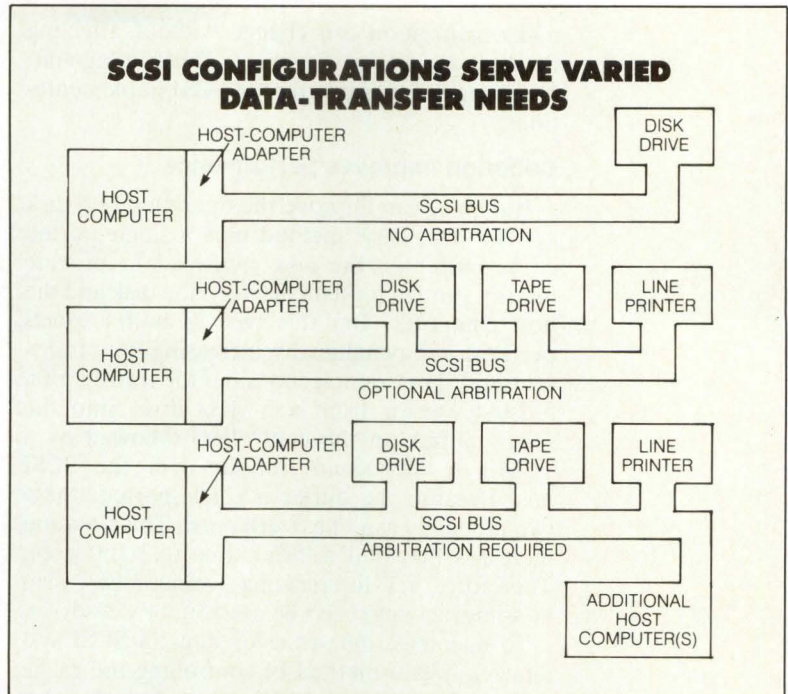 SCSI CONFIGURATIONS SERVE VARIED
DATA-TRANSFER NEEDS
HOST-COMPUTER
ADAPTER
DISK
DRIVE
HOST
COMPUTER
SCSI BUS
NO ARBITRATION
HOST-COMPUTER
ADAPTER
DISK
DRIVE
TAPE
DRIVE
LINE
PRINTER
HOST
COMPUTER
SCSI BUS
OPTIONAL ARBITRATION
HOST-COMPUTER
ADAPTER
DISK
DRIVE
TAPE
DRIVE
LINE
PRINTER
HOST
COMPUTER
SCSI BUS
ARBITRATION REQUIRED
ADDITIONAL
HOST
COMPUTER(S)